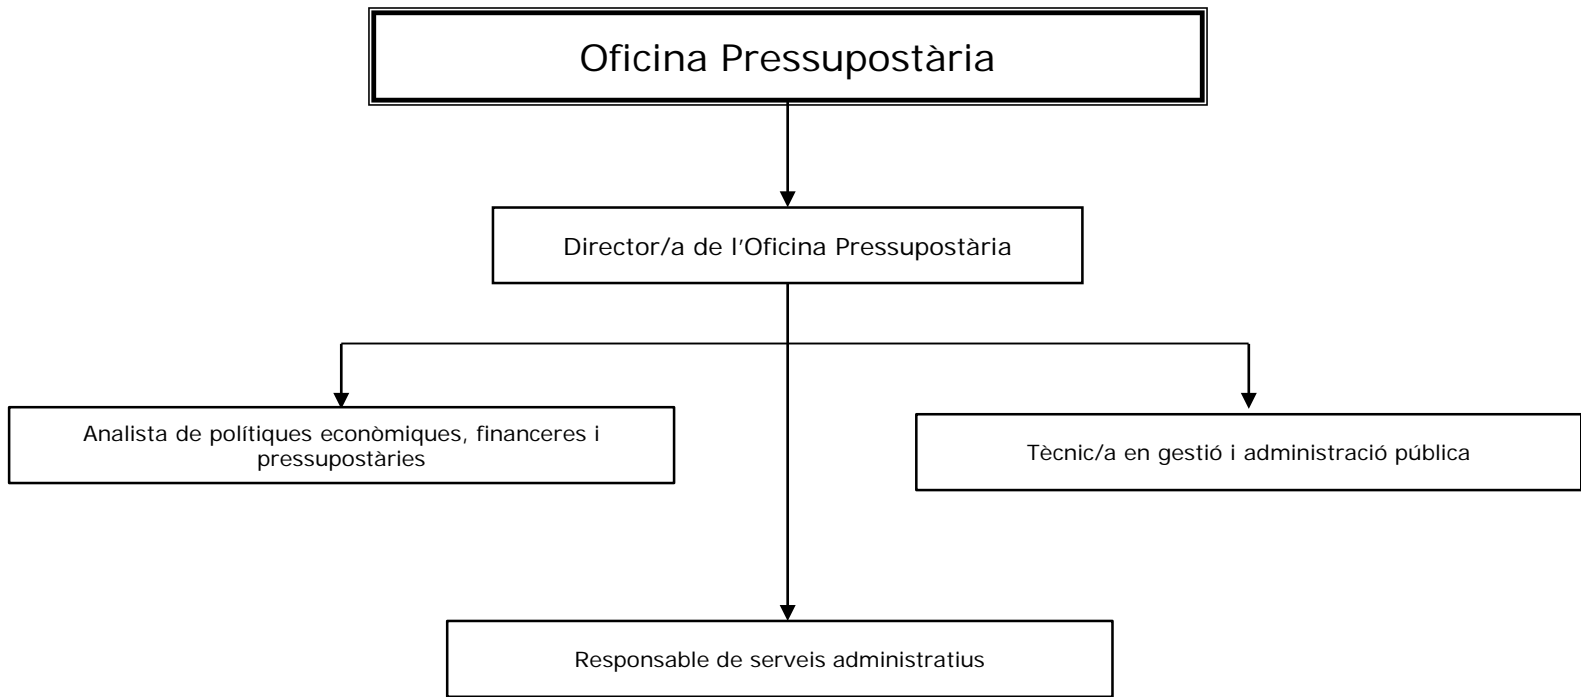 Oficina Pressupostària
Director/a de l'Oficina Pressupostària
Analista de polítiques econòmiques, financeres i
pressupostàries
Tècnic/a en gestió i administració pública
Responsable de serveis administratius